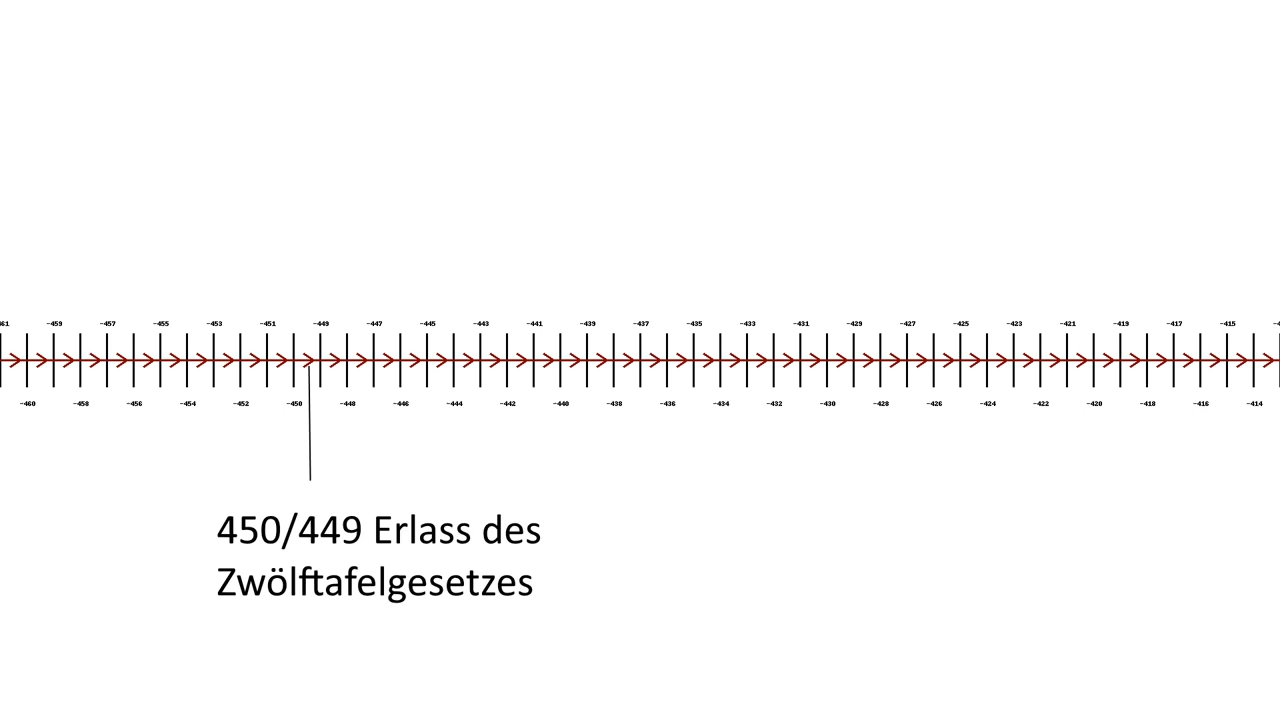 -459 -457 -455 -453 -451 -449 -447 -445 -443 -441 -439 -437 -435 -433 -431 -429 -427 -425 -423 -421 -419 -417 -415
-460 -458 -456 -454 -452 -450 -448 -446 -444 -442 -440 -438 -436 -434 -432 -430 -428 -426 -424 -422 -420 -418 -416 -414
450/449 Erlass des
Zwölftafelgesetzes